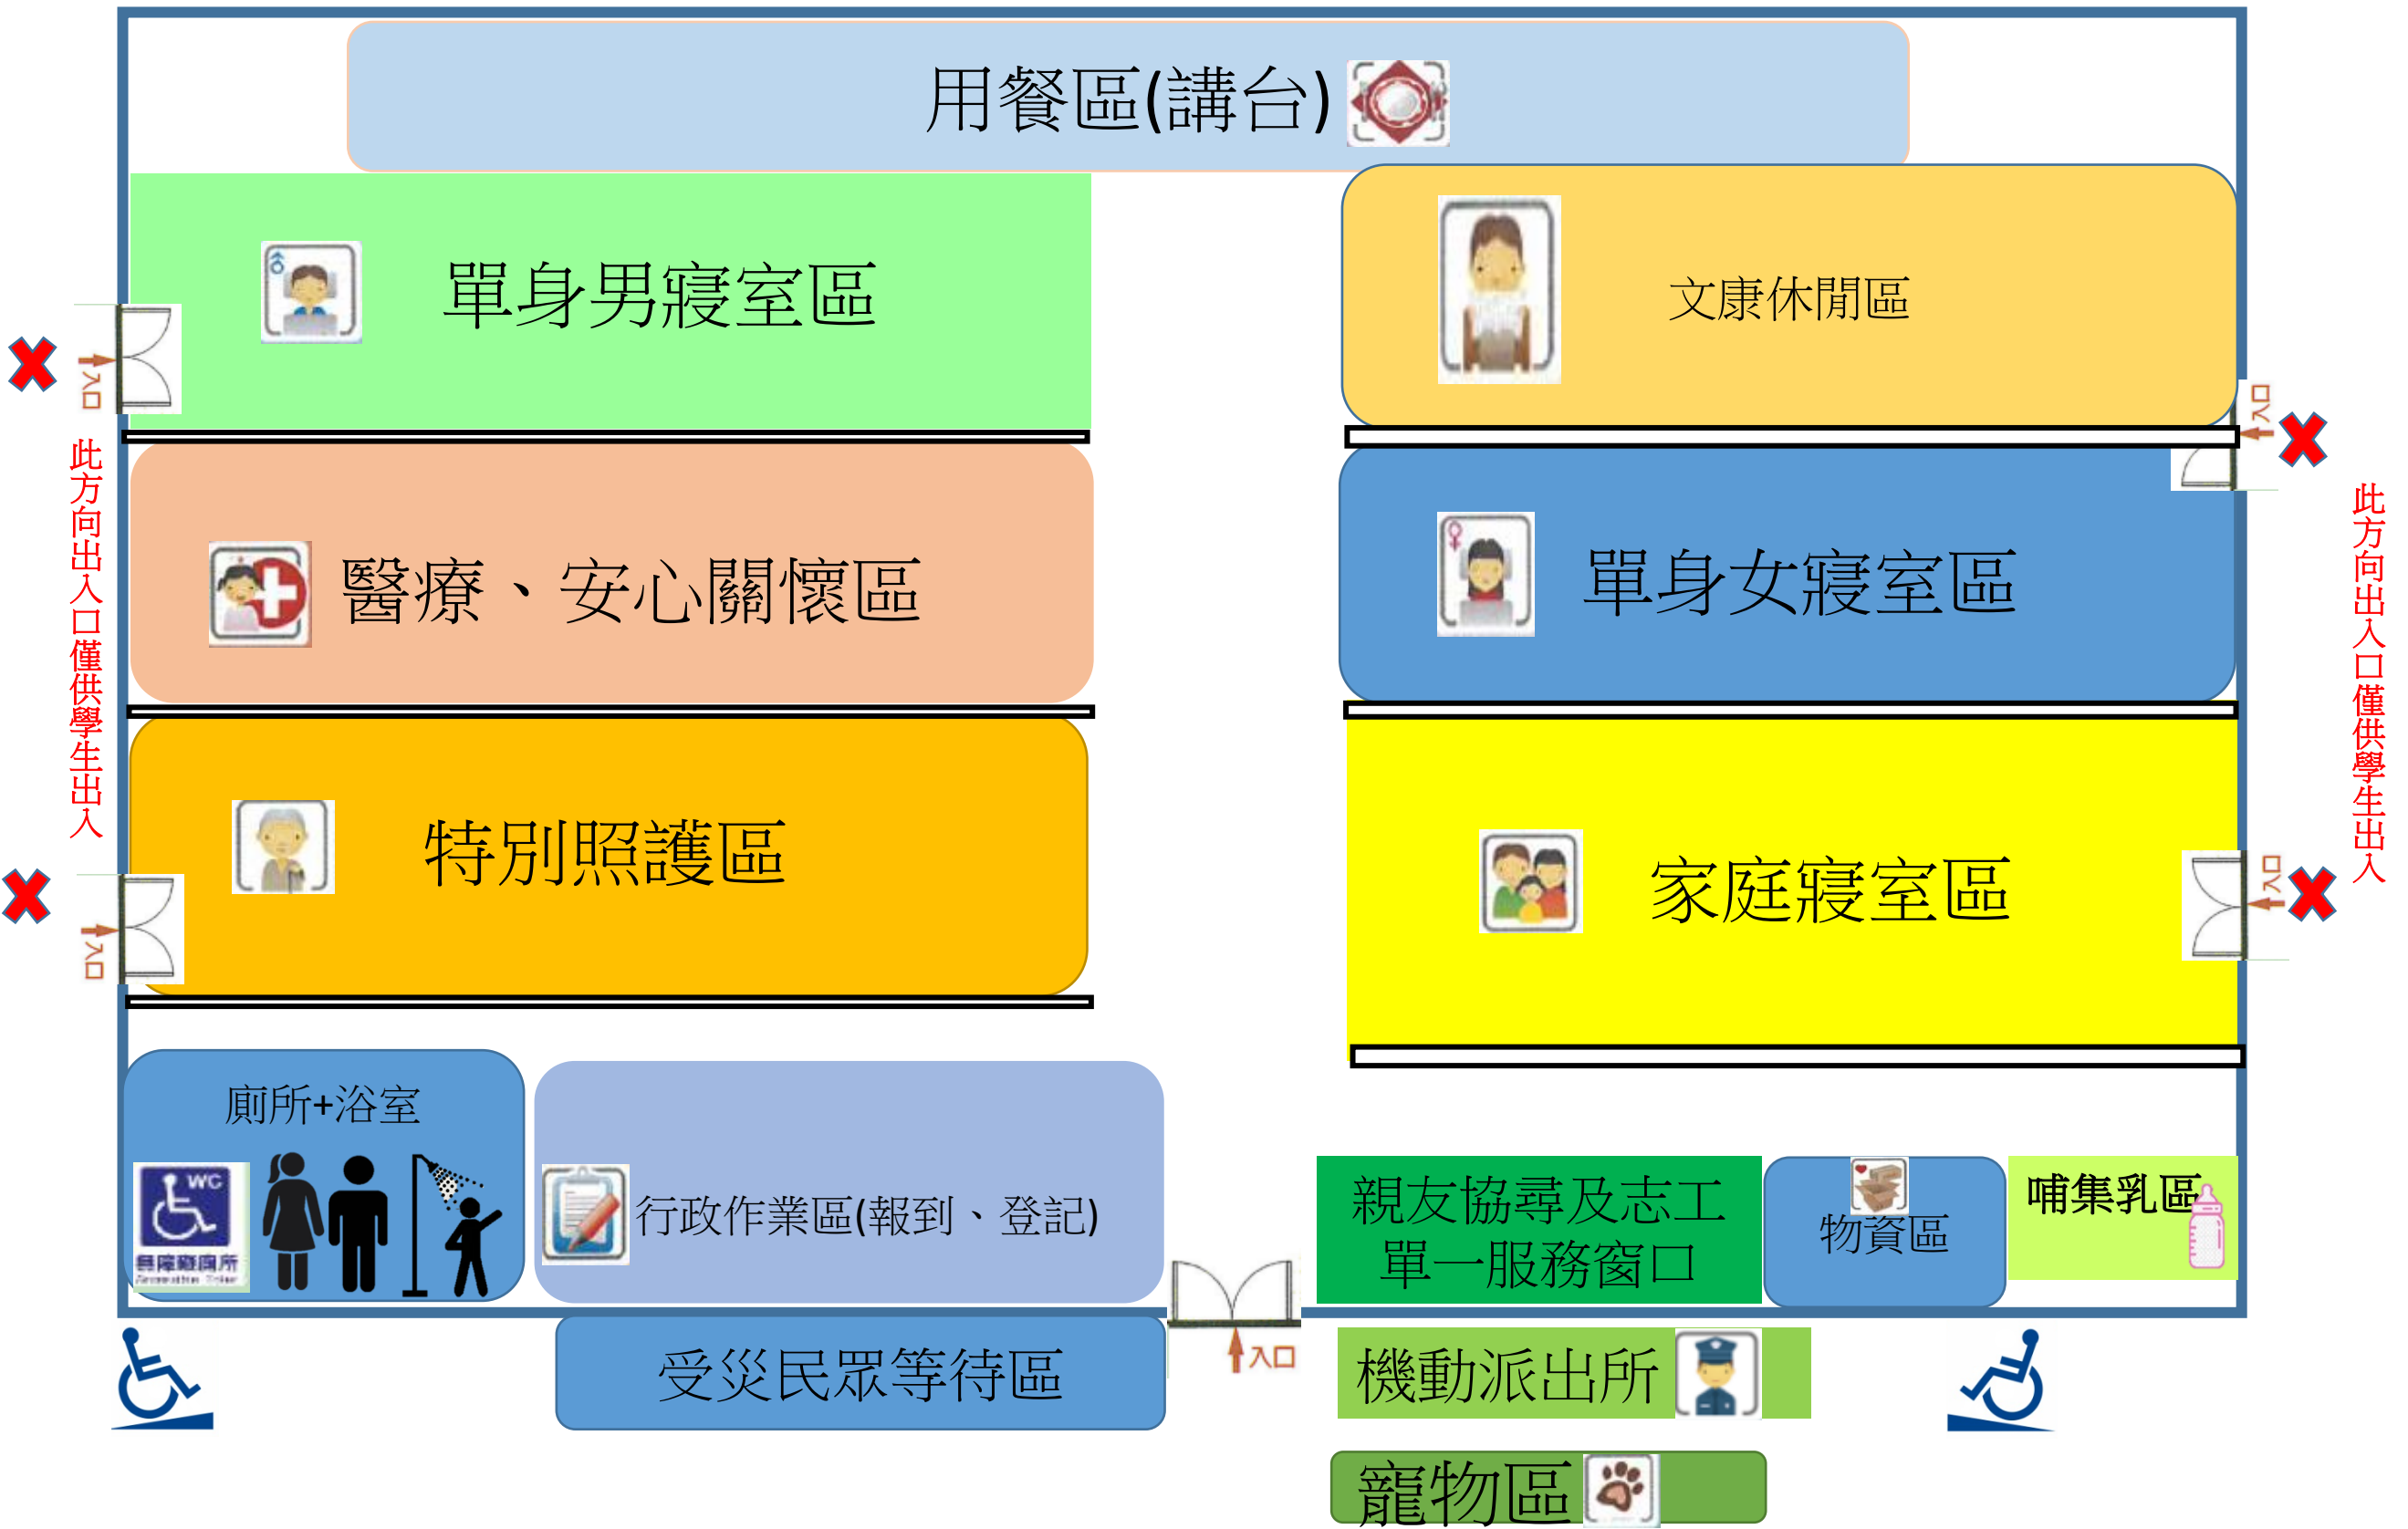 用餐區(講台)
單身男寢室區
文康休閒區
入口
入口
此方向出入口僅供學生出入
醫療、安心關懷區
單身女寢室區
此方向出入口僅供學生出入
特別照護區
家庭寢室區
入口
入口
廁所+浴室
WC
無障礙廁所
行政作業區(報到、登記)
親友協尋及志工
單一服務窗口
物資區
哺集乳區
入口
受災民眾等待區
機動派出所
寵物區